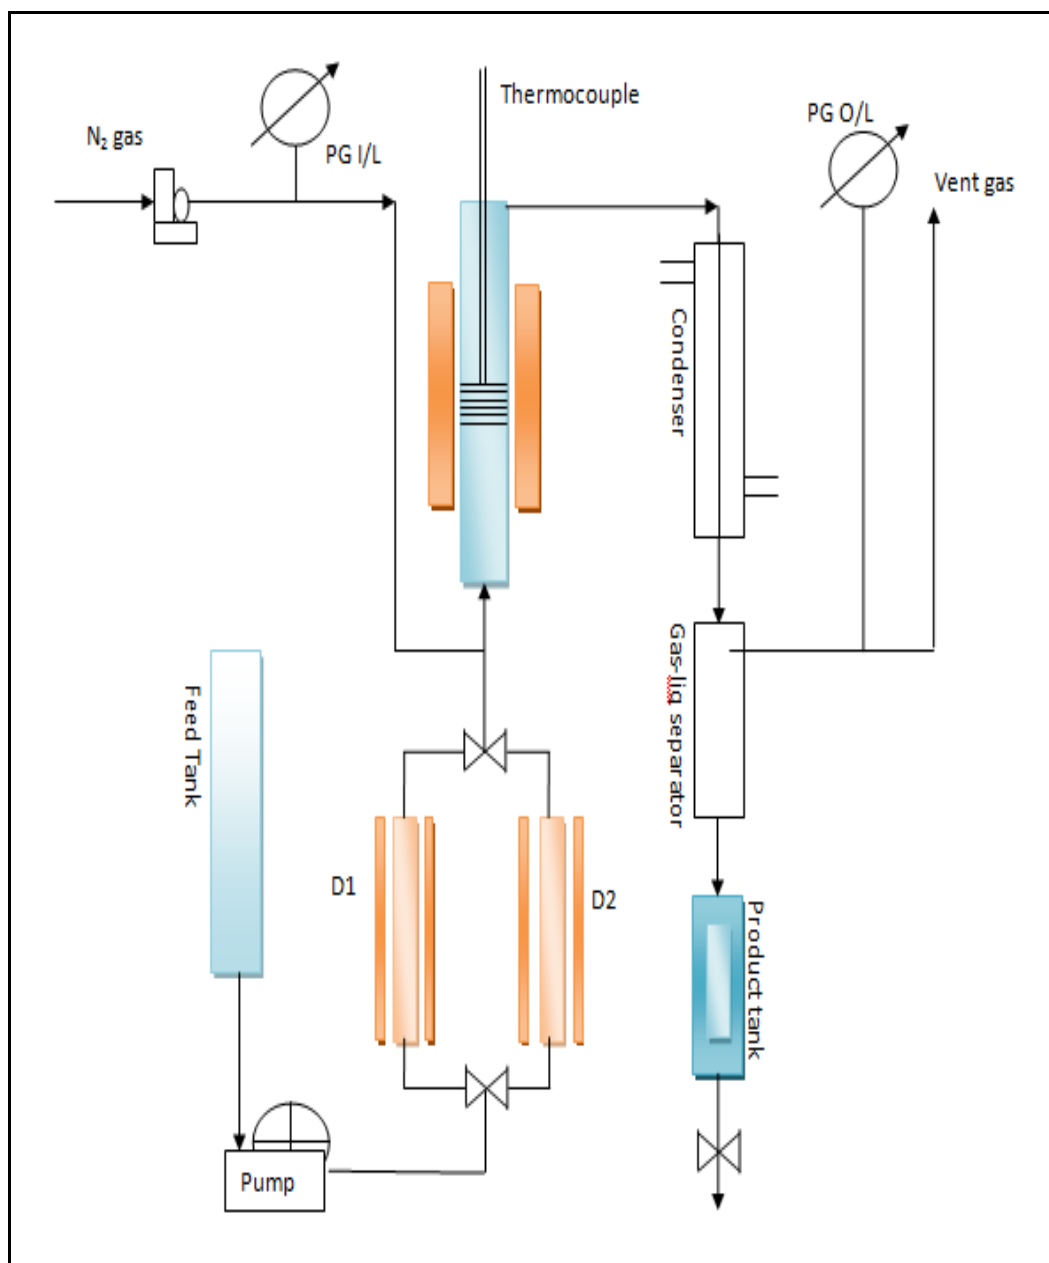 Thermocouple
PG O/L
N₂ gas
PG I/L
Vent gas
Condenser
Gas-liq separator
Feed Tank
D1
D2
Product tank
Pump